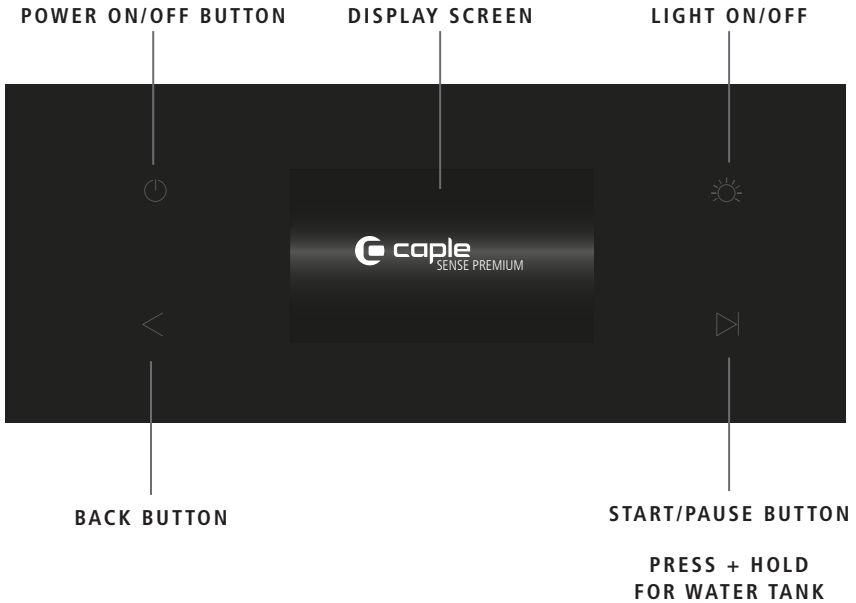 POWER ON/OFF BUTTON
DISPLAY SCREEN
LIGHT ON/OFF
caple
SENSE PREMIUM
BACK BUTTON
START/PAUSE BUTTON
PRESS + HOLD
FOR WATER TANK